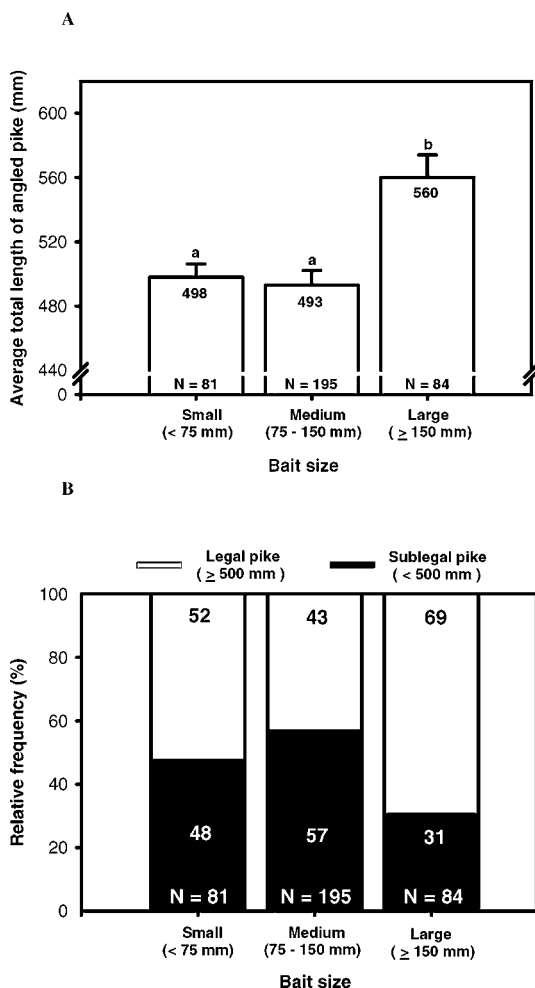 A
Average total length of angled pike (mm)
600
560
520
480
440
0
a
498
N = 81
a
493
N = 195
b
560
N = 84
Small
(< 75 mm)
Medium
(75 - 150 mm)
Large
(≥ 150 mm)
Bait size
B
Legal pike
(≥ 500 mm)
Sublegal pike
(< 500 mm)
Relative frequency (%)
100
80
60
40
20
0
52
48
N = 81
43
57
N = 195
69
31
N = 84
Small
(< 75 mm)
Medium
(75 - 150 mm)
Large
(≥ 150 mm)
Bait size